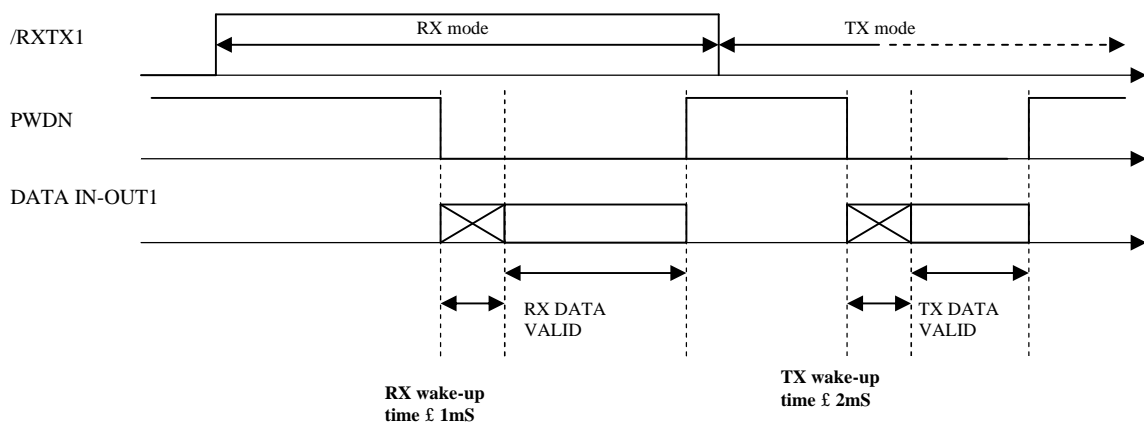 /RXTX1
RX mode
TX mode
PWDN
DATA IN-OUT1
RX DATA
VALID
TX DATA
VALID
RX wake-up
time £ 1mS
TX wake-up
time £ 2mS